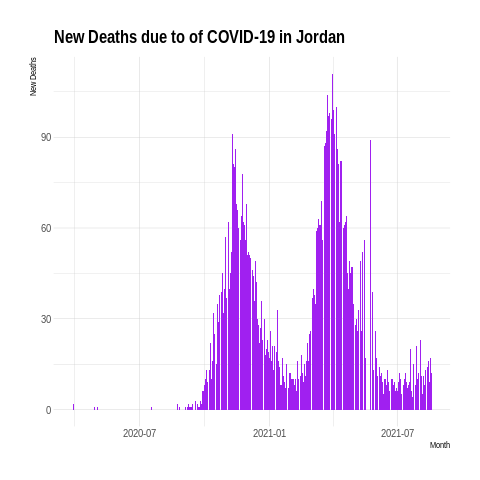 New Deaths due to of COVID-19 in Jordan
New Deaths
90
60
30
0
2020-07
2021-01
2021-07
Month